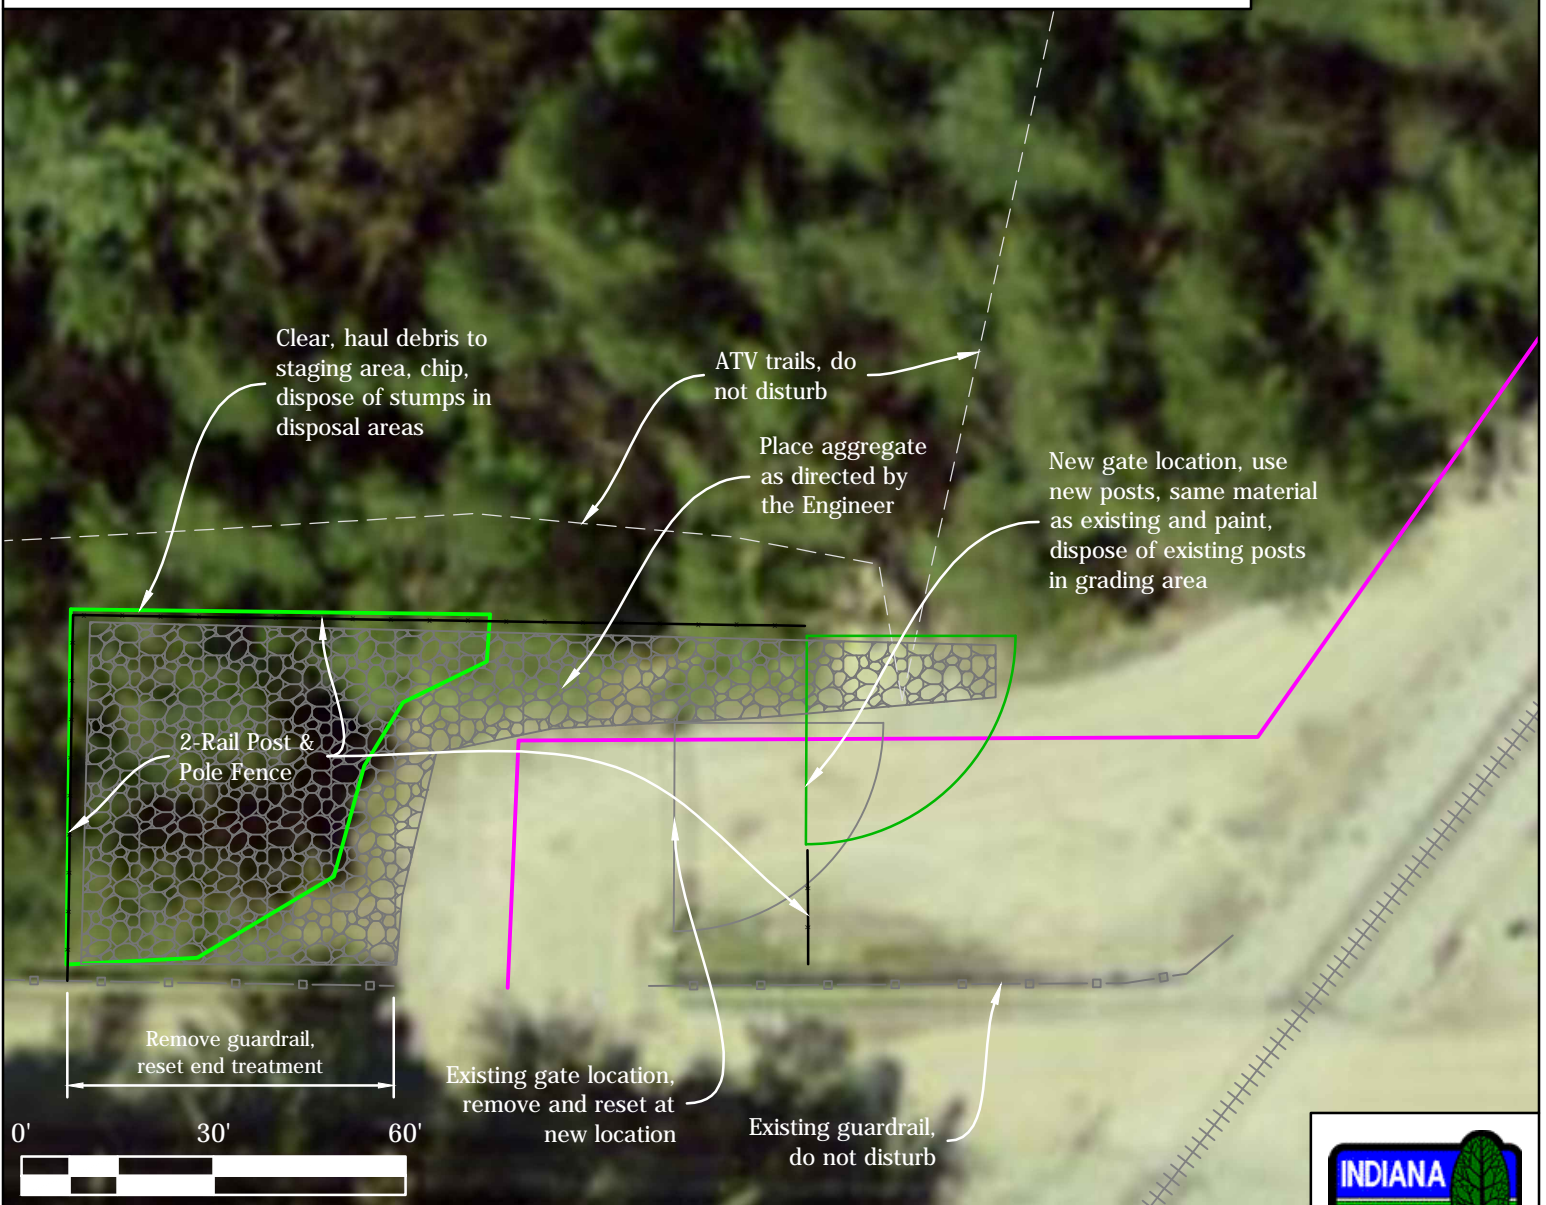 Clear, haul debris to
staging area, chip,
dispose of stumps in
disposal areas
ATV trails, do
not disturb
Place aggregate
as directed by
the Engineer
New gate location, use
new posts, same material
as existing and paint,
dispose of existing posts
in grading area
2-Rail Post &
Pole Fence
Remove guardrail,
reset end treatment
Existing gate location,
remove and reset at
new location
Existing guardrail,
do not disturb
0' 30' 60'
INDIANA